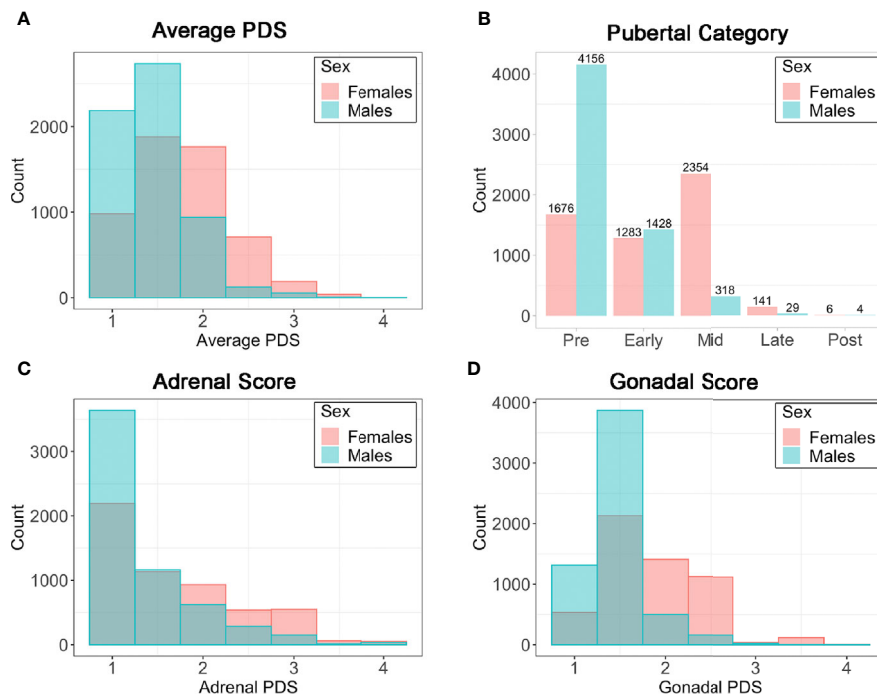 A
Average PDS
Sex
Females
Males
Count
2000
1000
0
1 2 3 4
Average PDS
B
Pubertal Category
Sex
Females
Males
Count
4000
3000
2000
1000
0
1676
4156
1283
1428
2354
318
141
29
6
4
Pre Early Mid Late Post
C
Adrenal Score
Sex
Females
Males
Count
3000
2000
1000
0
1 2 3 4
Adrenal PDS
D
Gonadal Score
Sex
Females
Males
Count
4000
3000
2000
1000
0
1 2 3 4
Gonadal PDS